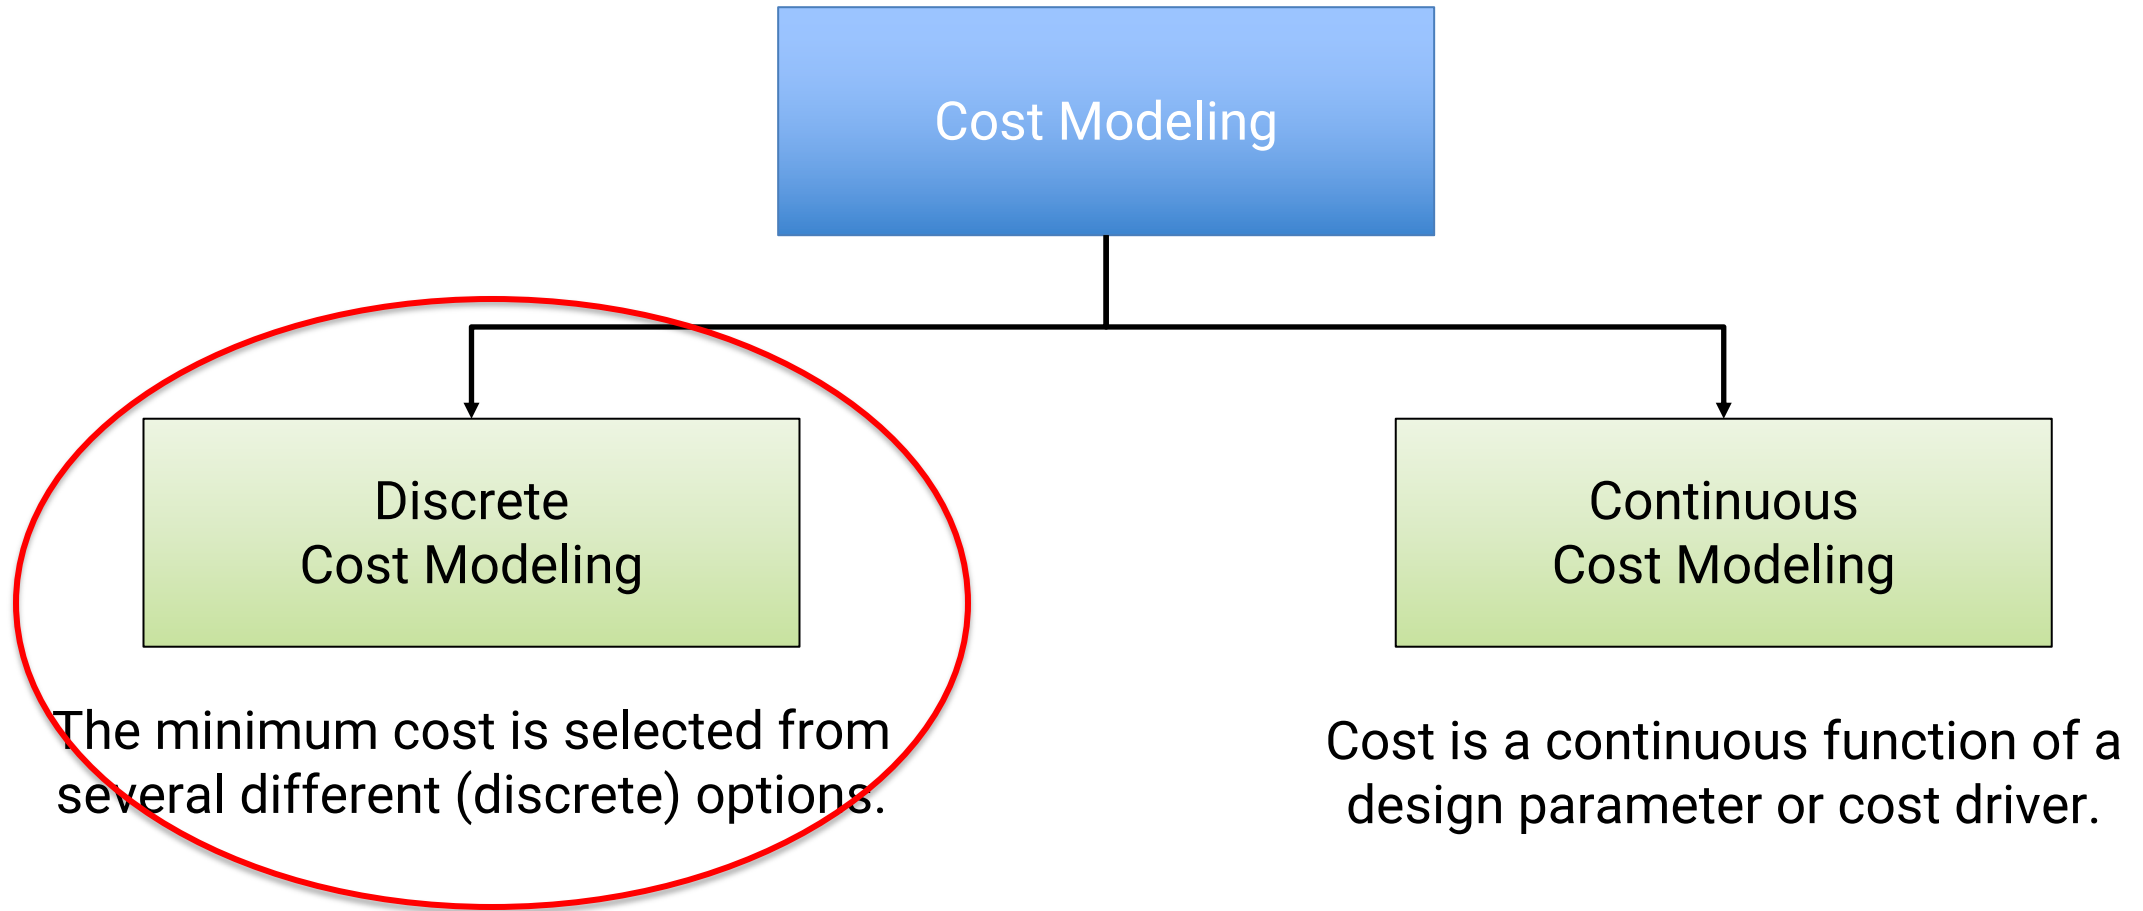 Cost Modeling
Discrete
Cost Modeling
The minimum cost is selected from
several different (discrete) options.
Continuous
Cost Modeling
Cost is a continuous function of a
design parameter or cost driver.